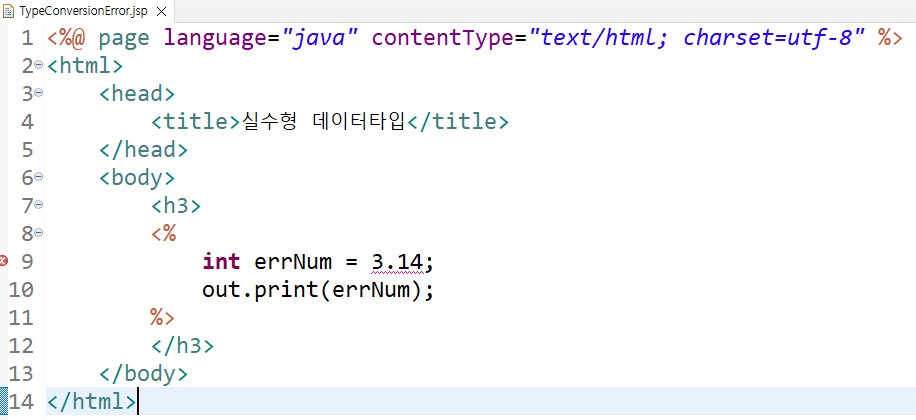 TypeConversionError.jsp
1 <%@ page language="java" contentType="text/html; charset=utf-8" %>
2 <html>
3     <head>
4         <title>실수형 데이터타입</title>
5     </head>
6     <body>
7         <h3>
8         <%
9             int errNum = 3.14;
10             out.print(errNum);
11         %>
12         </h3>
13     </body>
14 </html>